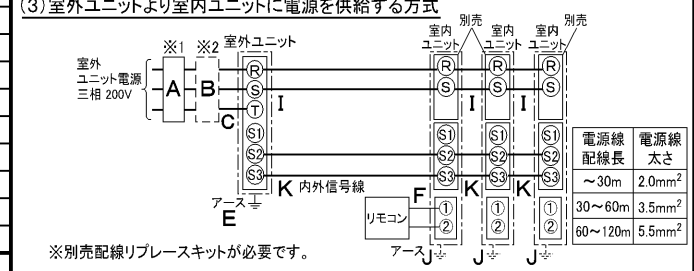 (3)室外ユニットより室内ユニットに電源を供給する方式
※1 ※2 室外ユニット
室内ユニット 別売 室内ユニット 室内ユニット 別売
室外
ユニット電源
三相 200V
A B C
R S T S1 S2 S3
I I I
R S S1 S2 S3 ① ②
R S S1 S2 S3 ① ②
R S S1 S2 S3 ① ②
K 内外信号線 K K
アース
E
F
リモコン
アース J J J
※別売配線リプレースキットが必要です。
電源線配線長 電源線太さ
~30m 2.0mm²
30~60m 3.5mm²
60~120m 5.5mm²